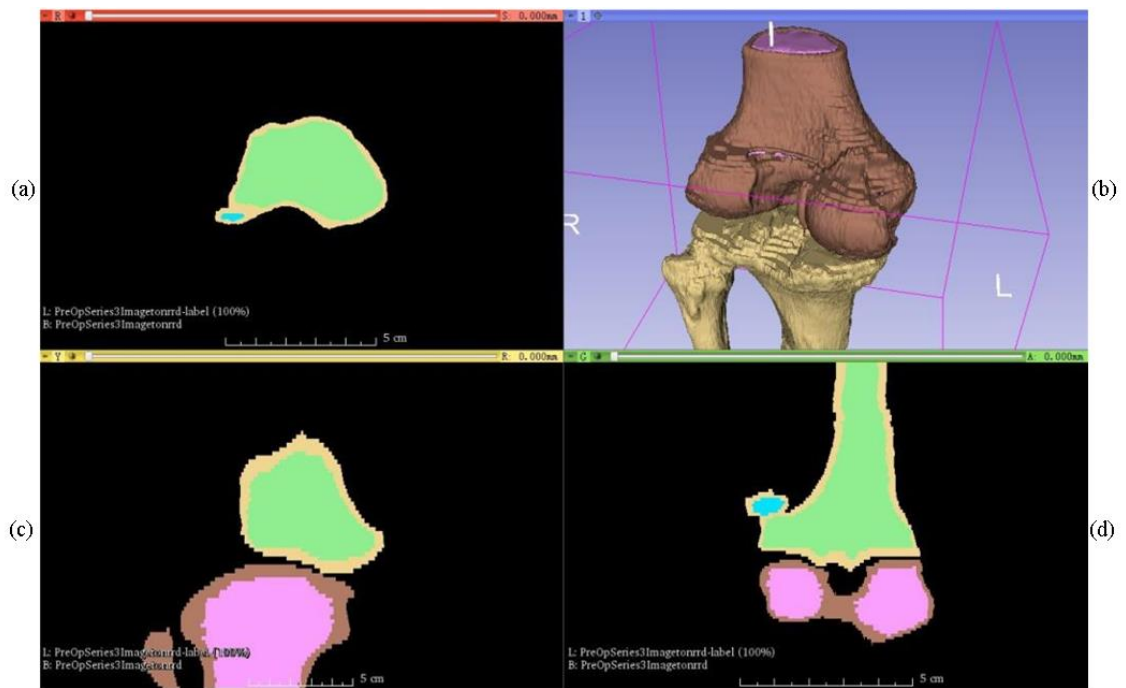 R S: 0.000mm
1
(a)
L: PreOpSeries3Imagetonrrd-label (100%)
B: PreOpSeries3Imagetonrrd
5 cm
I
R
L
(b)
Y R: 0.000mm
G A: 0.000mm
(c)
L: PreOpSeries3Imagetonrrd-label (100%)
B: PreOpSeries3Imagetonrrd
5 cm
L: PreOpSeries3Imagetonrrd-label (100%)
B: PreOpSeries3Imagetonrrd
5 cm
(d)